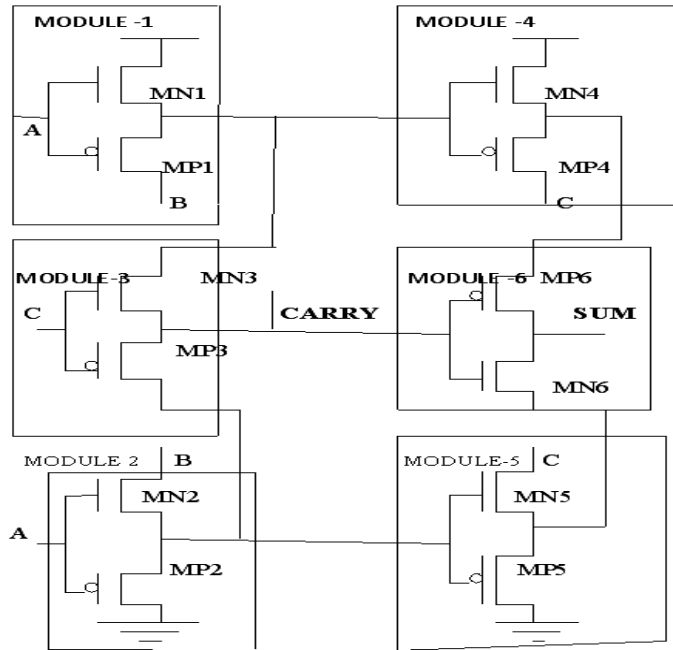 MODULE -1
MODULE -4
MN1
MN4
A
MP1
MP4
B
C
MODULE-3
MN3
MODULE-6
MP6
C
CARRY
SUM
MP3
MN6
MODULE 2
B
MODULE-5
C
MN2
MN5
A
MP2
MP5